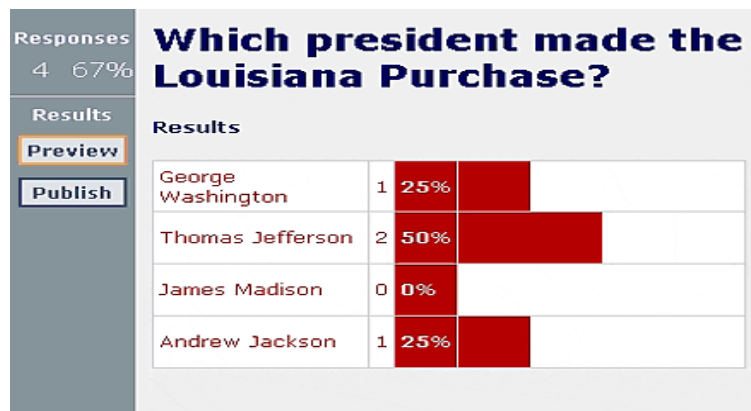 Responses
4 67%
Results
Preview
Publish
Which president made the
Louisiana Purchase?
Results
George
Washington 1 25%
Thomas Jefferson 2 50%
James Madison 0 0%
Andrew Jackson 1 25%